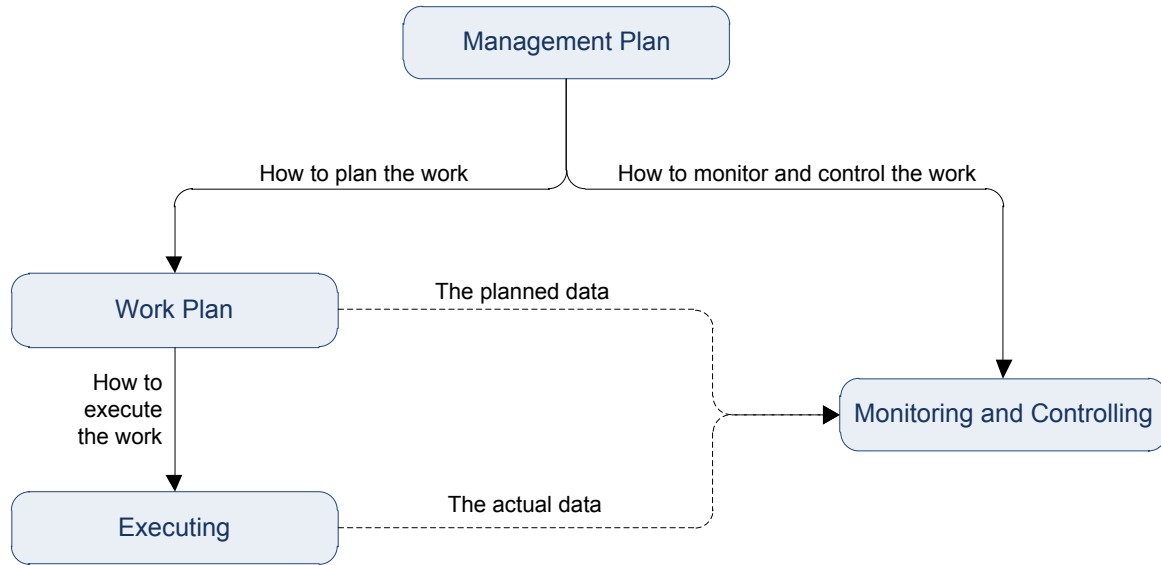 Management Plan
How to plan the work
How to monitor and control the work
Work Plan
The planned data
How to
execute
the work
Monitoring and Controlling
Executing
The actual data